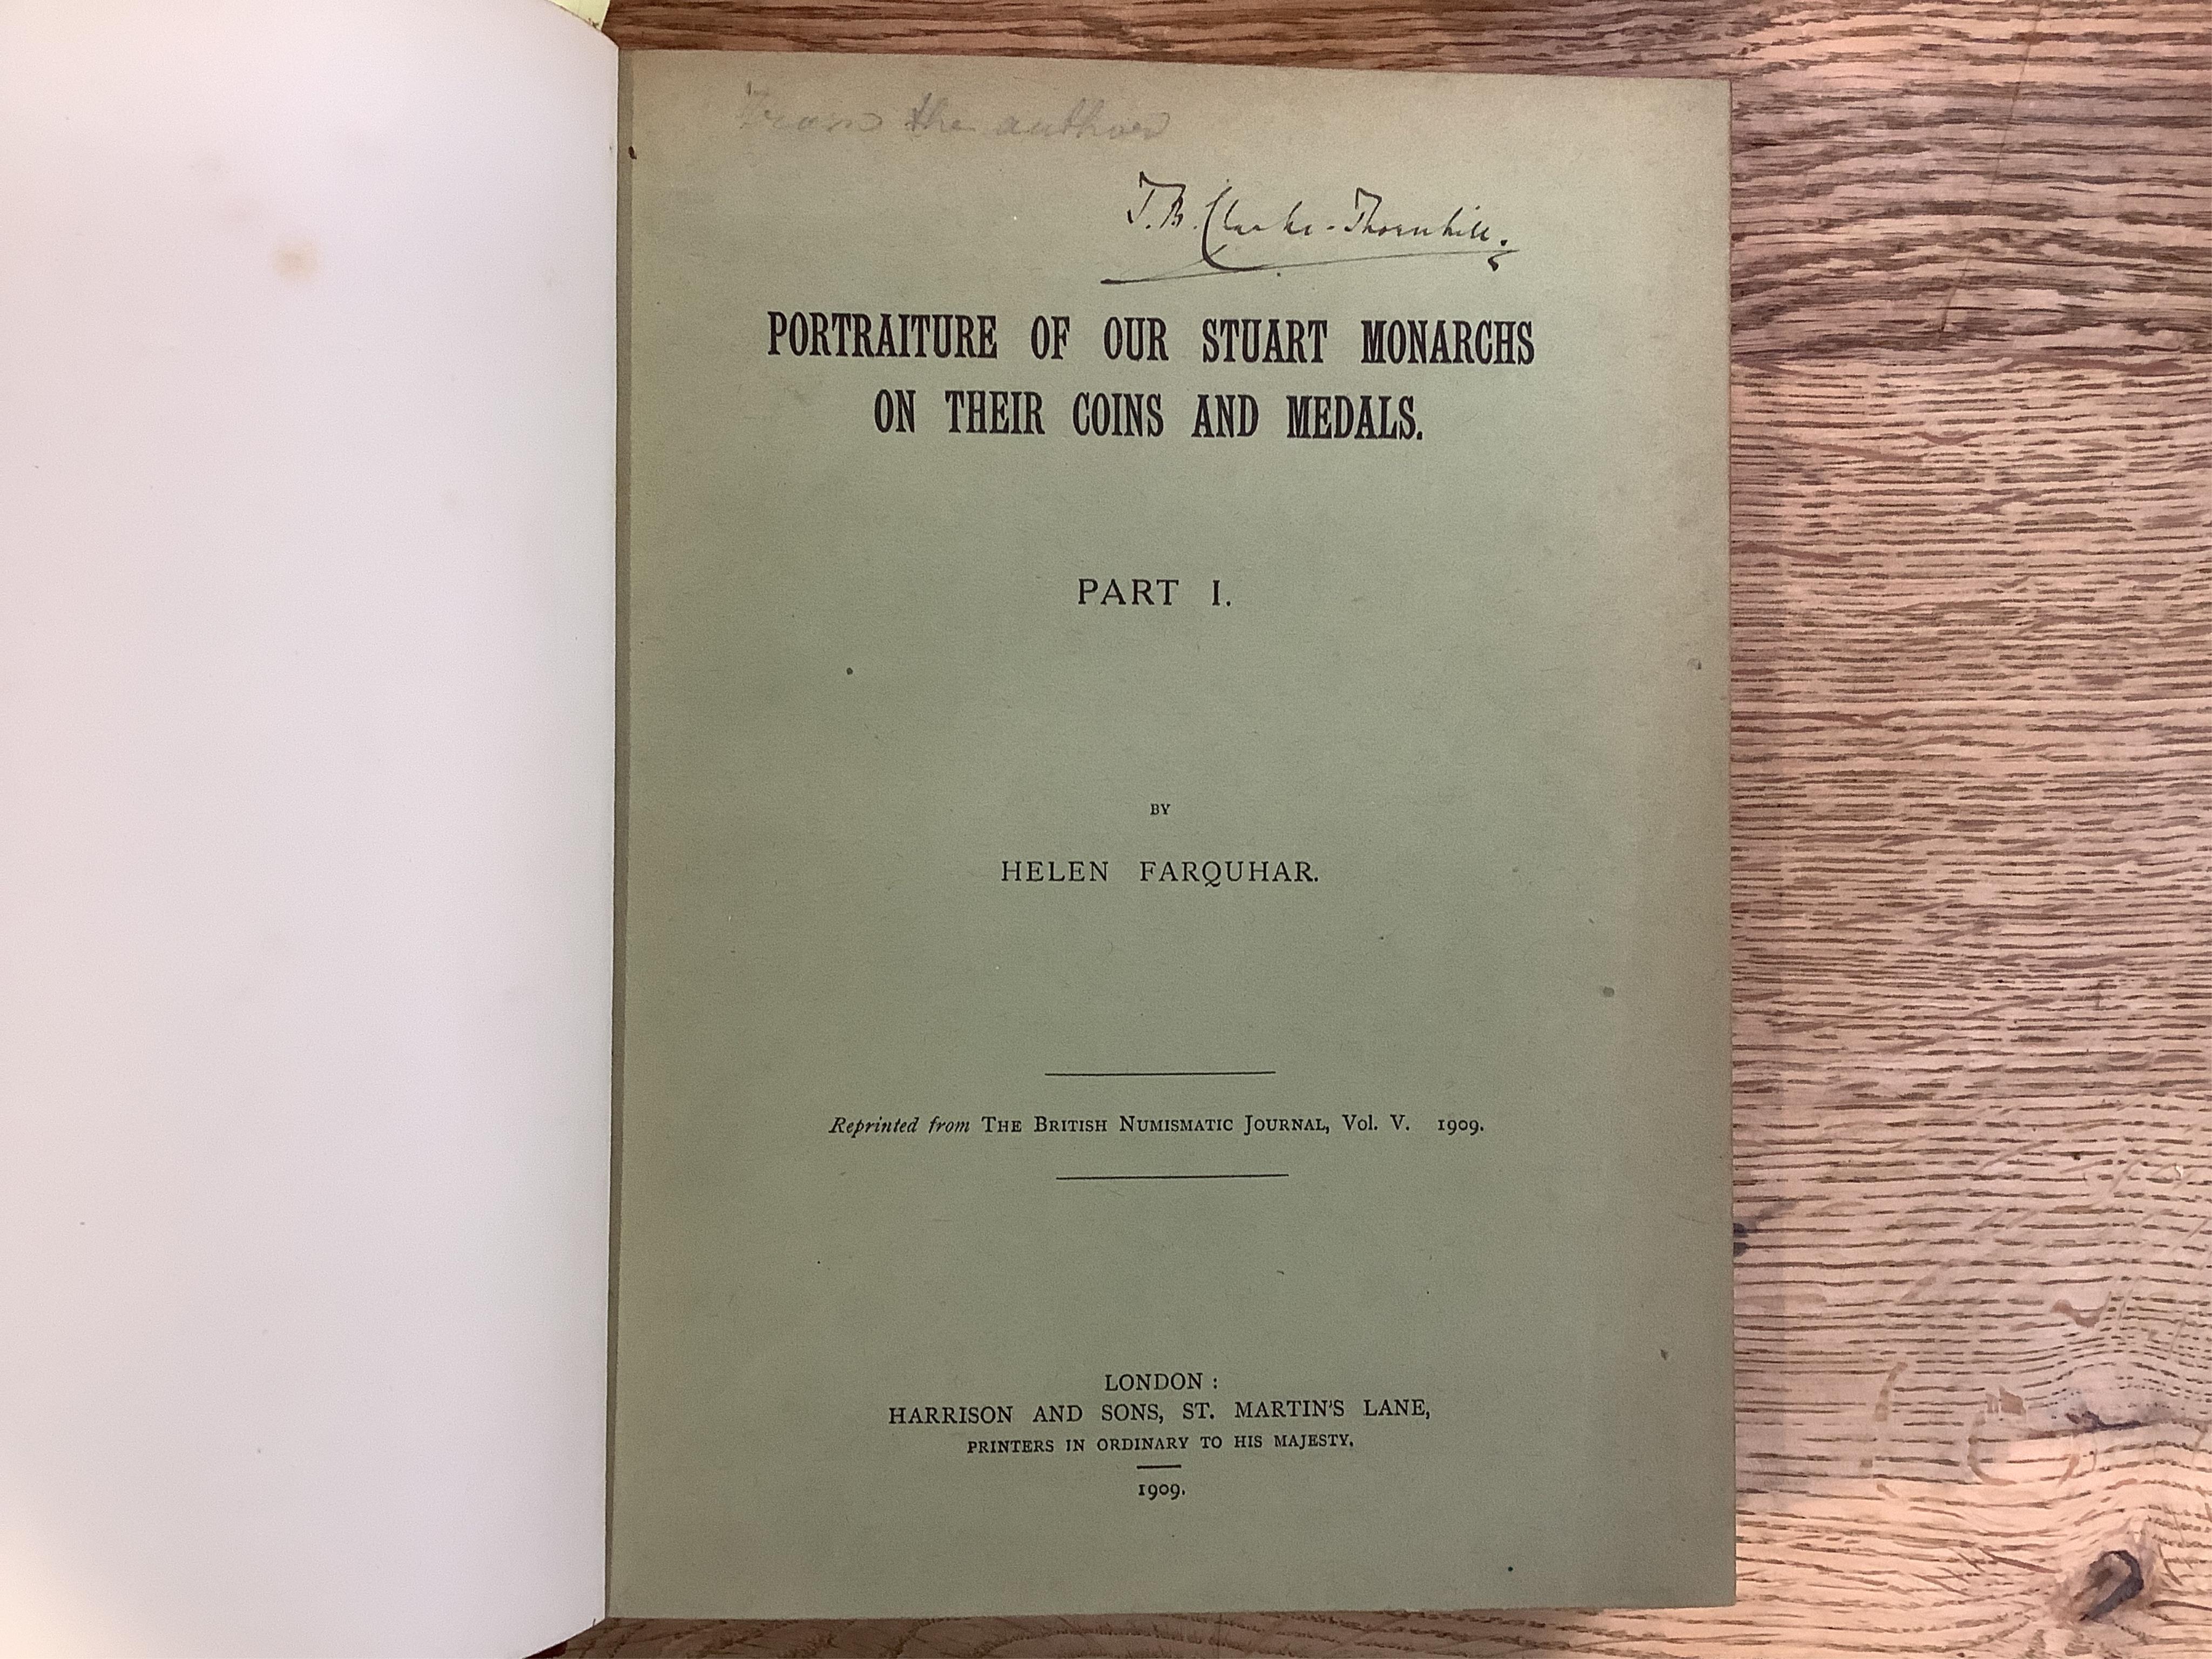 From the author
T. B. Clarke-Thornhill.
PORTRAITURE OF OUR STUART MONARCHS
ON THEIR COINS AND MEDALS.
PART I.
BY
HELEN FARQUHAR.
Reprinted from THE BRITISH NUMISMATIC JOURNAL, Vol. V. 1909.
LONDON :
HARRISON AND SONS, ST. MARTIN'S LANE,
PRINTERS IN ORDINARY TO HIS MAJESTY.
1909.